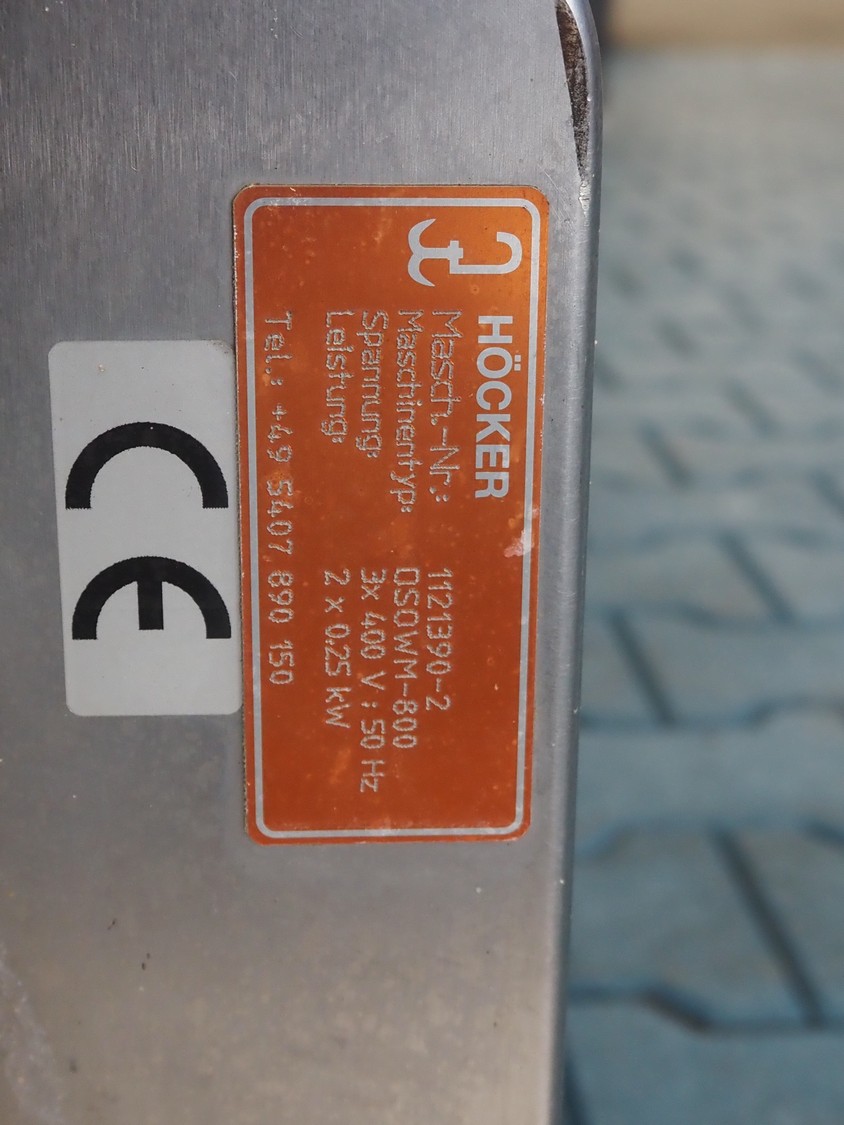 HÖCKER
Masch.-Nr.: 1121390-2
Maschinentyp: DSDWM-800
Spannung: 3x 400 V ; 50 Hz
Leistung: 2 x 0.25 kW
Tel.: +49 5407 890 150
CE